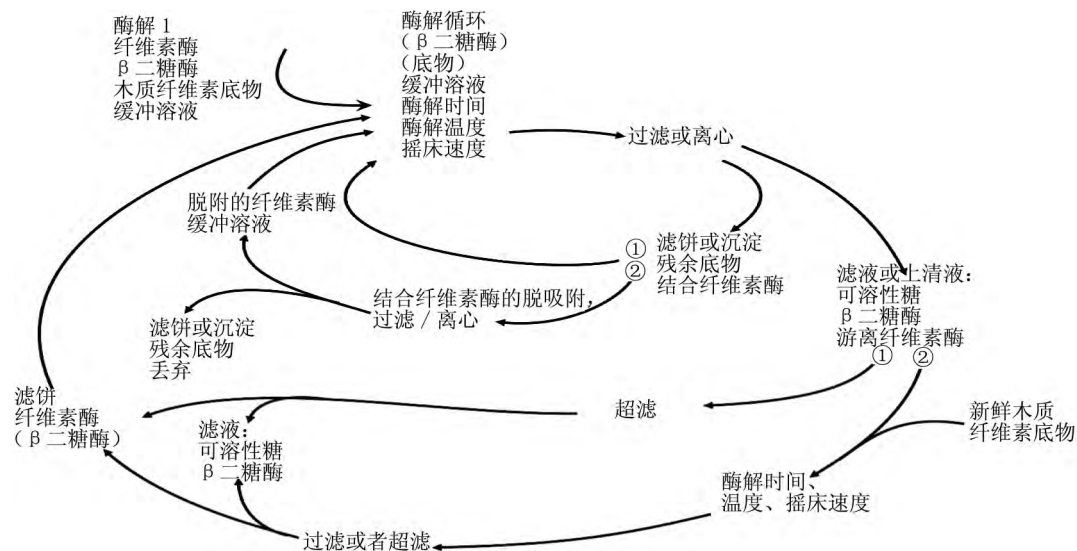 酶解1
纤维素酶
β二糖酶
木质纤维素底物
缓冲溶液
酶解循环
(β二糖酶)
(底物)
缓冲溶液
酶解时间
酶解温度
摇床速度
过滤或离心
脱附的纤维素酶
缓冲溶液
① 滤饼或沉淀
② 残余底物
结合纤维素酶
滤液或上清液:
可溶性糖
β二糖酶
游离纤维素酶
① ②
结合纤维素酶的脱吸附,
过滤/离心
滤饼或沉淀
残余底物
丢弃
滤饼
纤维素酶
(β二糖酶)
滤液:
可溶性糖
β二糖酶
超滤
新鲜木质
纤维素底物
酶解时间、
温度、摇床速度
过滤或者超滤